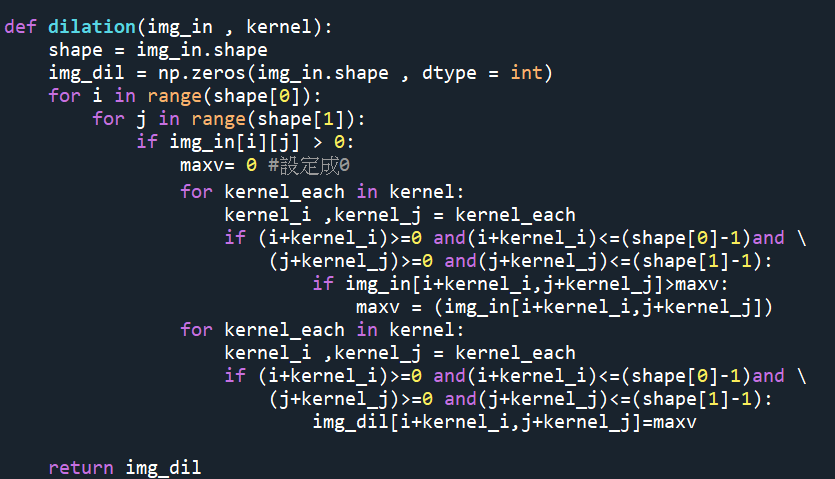 def dilation(img_in , kernel):
    shape = img_in.shape
    img_dil = np.zeros(img_in.shape , dtype = int)
    for i in range(shape[0]):
        for j in range(shape[1]):
            if img_in[i][j] > 0:
                maxv= 0 #設定成0
                for kernel_each in kernel:
                    kernel_i ,kernel_j = kernel_each
                    if (i+kernel_i)>=0 and(i+kernel_i)<=(shape[0]-1)and \
                        (j+kernel_j)>=0 and(j+kernel_j)<=(shape[1]-1):
                            if img_in[i+kernel_i,j+kernel_j]>maxv:
                                maxv = (img_in[i+kernel_i,j+kernel_j])
                for kernel_each in kernel:
                    kernel_i ,kernel_j = kernel_each
                    if (i+kernel_i)>=0 and(i+kernel_i)<=(shape[0]-1)and \
                        (j+kernel_j)>=0 and(j+kernel_j)<=(shape[1]-1):
                            img_dil[i+kernel_i,j+kernel_j]=maxv
    return img_dil